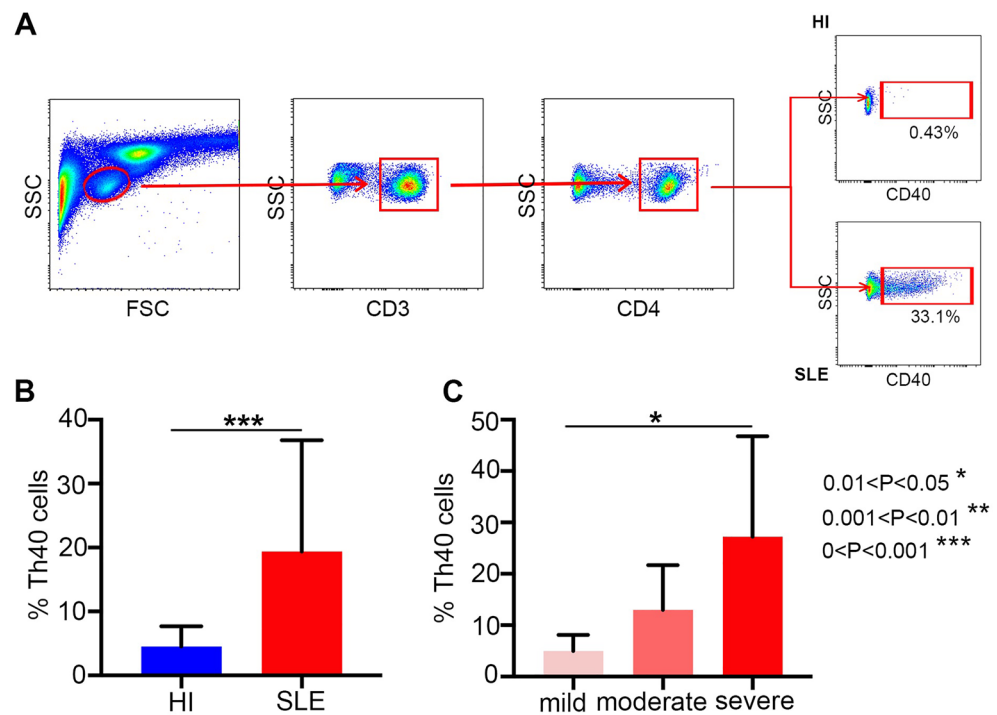 A
HI
SSC
0.43%
CD40
SSC
FSC
SSC
CD3
SSC
CD4
SSC
33.1%
SLE
CD40
B
% Th40 cells
40
30
20
10
0
***
HI
SLE
C
% Th40 cells
50
40
30
20
10
0
*
mild
moderate
severe
0.01<P<0.05 *
0.001<P<0.01 **
0<P<0.001 ***